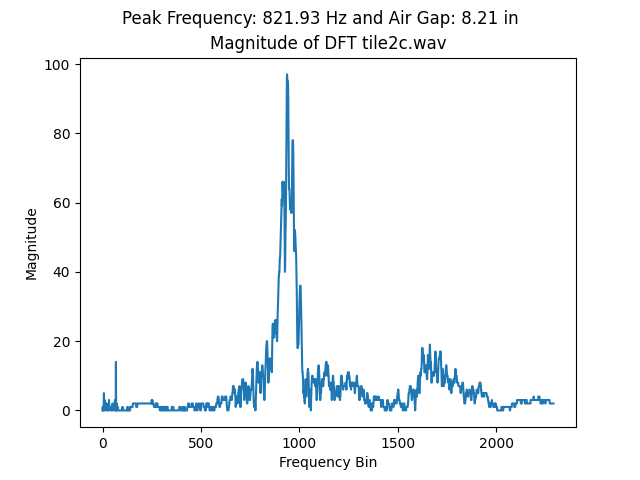 Peak Frequency: 821.93 Hz and Air Gap: 8.21 in
Magnitude of DFT tile2c.wav
100
80
60
40
20
0
Magnitude
0 500 1000 1500 2000
Frequency Bin